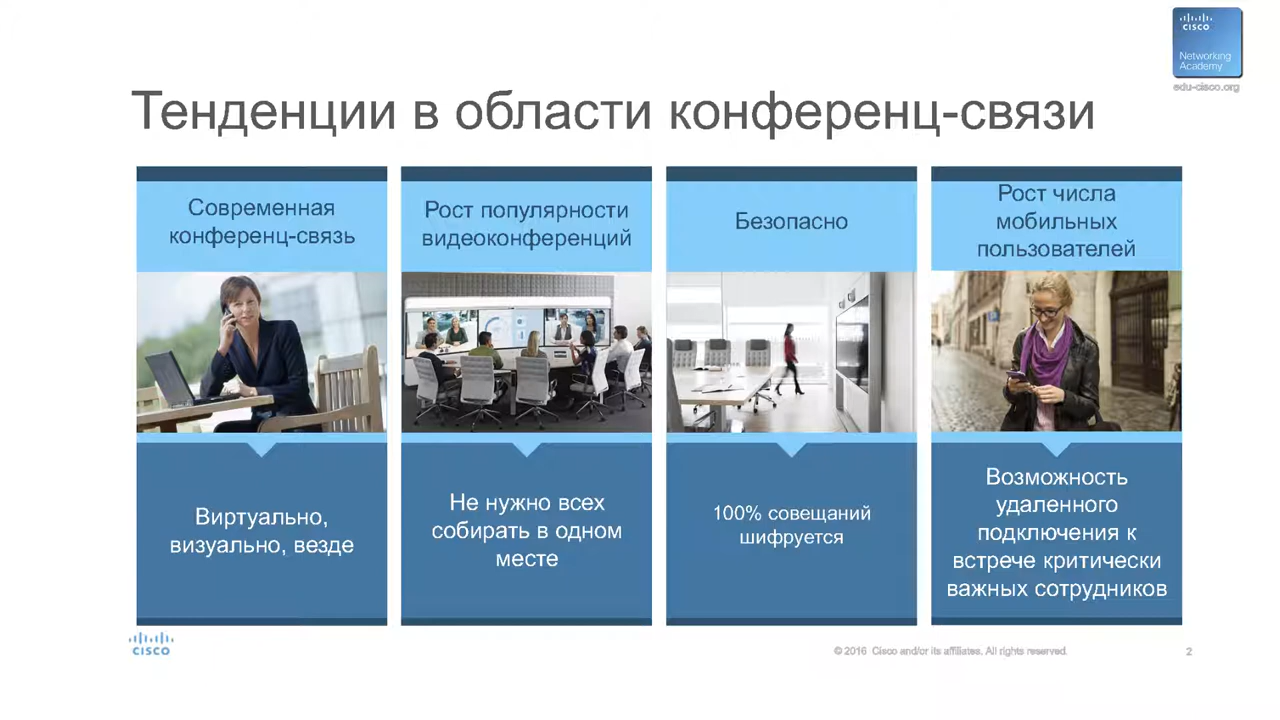 CISCO
Networking
Academy
edu-cisco.org
Тенденции в области конференц-связи
Современная
конференц-связь
Виртуально,
визуально, везде
Рост популярности
видеоконференций
Не нужно всех
собирать в одном
месте
Безопасно
100% совещаний
шифруется
Рост числа
мобильных
пользователей
Возможность
удаленного
подключения к
встрече критически
важных сотрудников
CISCO
© 2016 Cisco and/or its affiliates. All rights reserved.
2